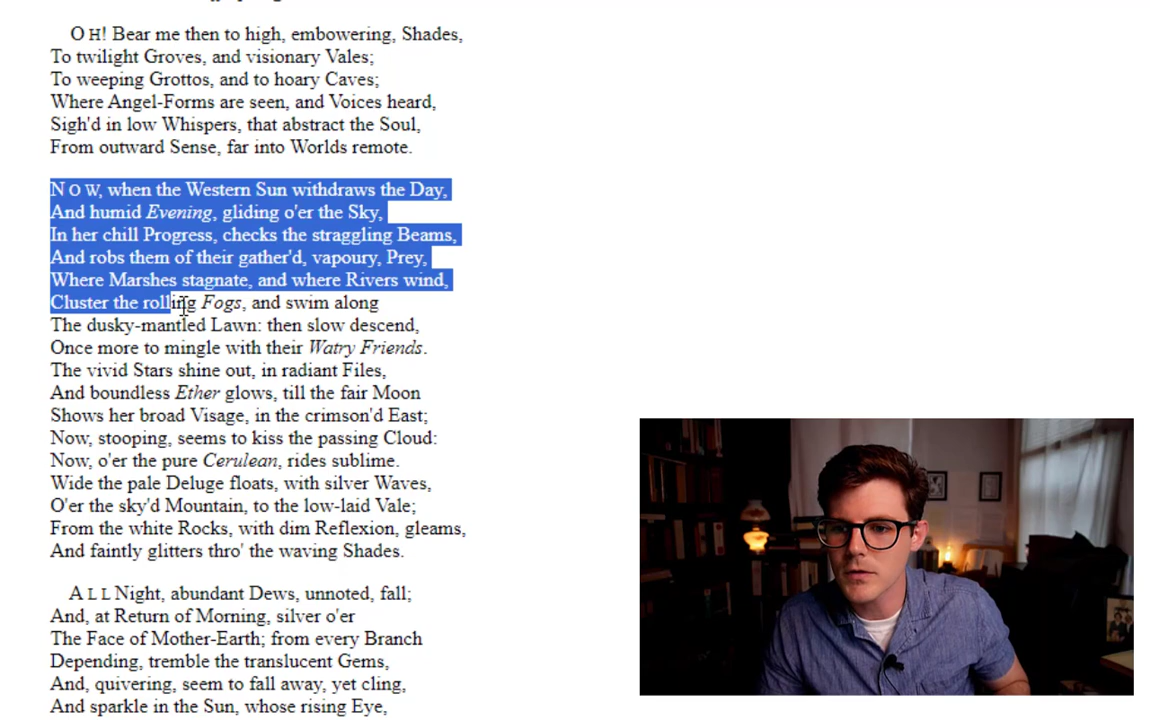 OH! Bear me then to high, embowering, Shades,
To twilight Groves, and visionary Vales;
To weeping Grottos, and to hoary Caves;
Where Angel-Forms are seen, and Voices heard,
Sigh'd in low Whispers, that abstract the Soul,
From outward Sense, far into Worlds remote.
NOW, when the Western Sun withdraws the Day,
And humid Evening, gliding o'er the Sky,
In her chill Progress, checks the straggling Beams,
And robs them of their gather'd, vapoury, Prey,
Where Marshes stagnate, and where Rivers wind,
Cluster the rolling Fogs, and swim along
The dusky-mantled Lawn: then slow descend,
Once more to mingle with their Watry Friends.
The vivid Stars shine out, in radiant Files,
And boundless Ether glows, till the fair Moon
Shows her broad Visage, in the crimson'd East;
Now, stooping, seems to kiss the passing Cloud:
Now, o'er the pure Cerulean, rides sublime.
Wide the pale Deluge floats, with silver Waves,
O'er the sky'd Mountain, to the low-laid Vale;
From the white Rocks, with dim Reflexion, gleams,
And faintly glitters thro' the waving Shades.
ALL Night, abundant Dews, unnoted, fall;
And, at Return of Morning, silver o'er
The Face of Mother-Earth; from every Branch
Depending, tremble the translucent Gems,
And, quivering, seem to fall away, yet cling,
And sparkle in the Sun, whose rising Eye,